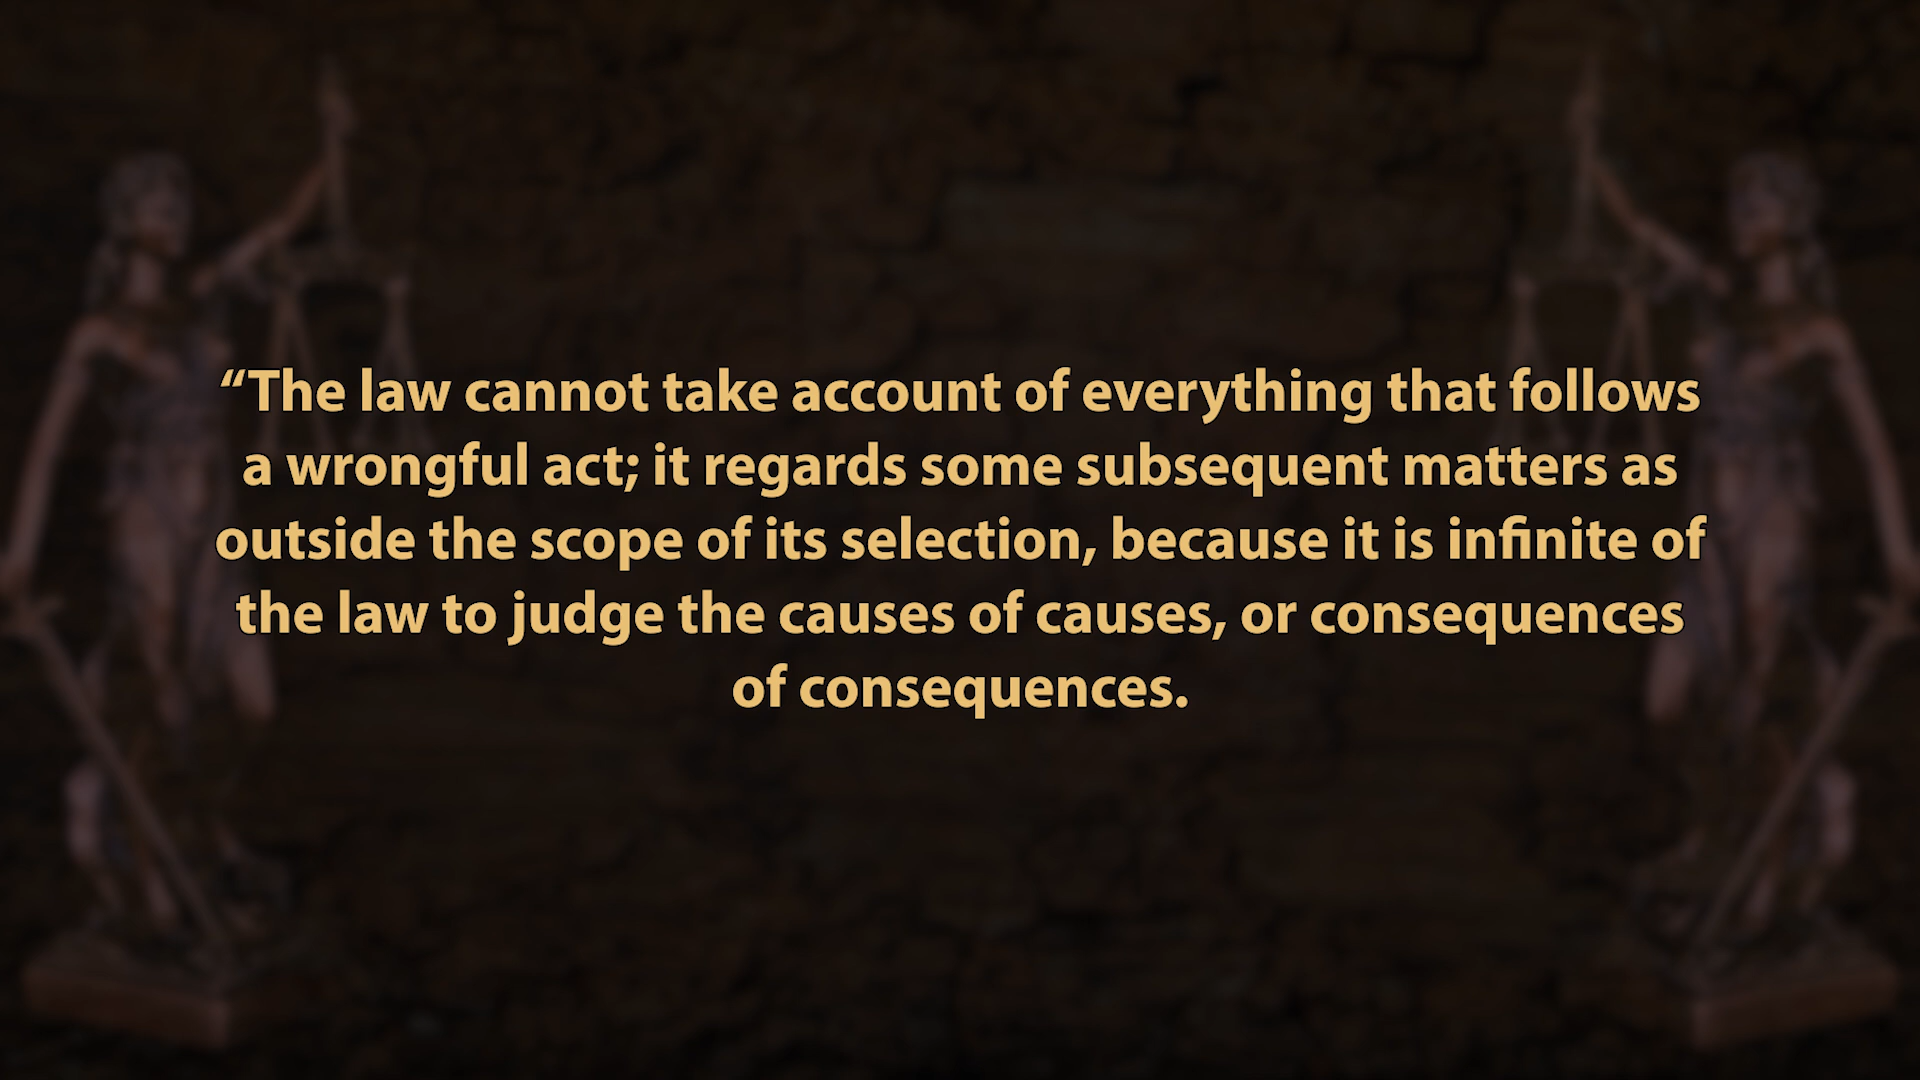 “The law cannot take account of everything that follows
a wrongful act; it regards some subsequent matters as
outside the scope of its selection, because it is infinite of
the law to judge the causes of causes, or consequences
of consequences.